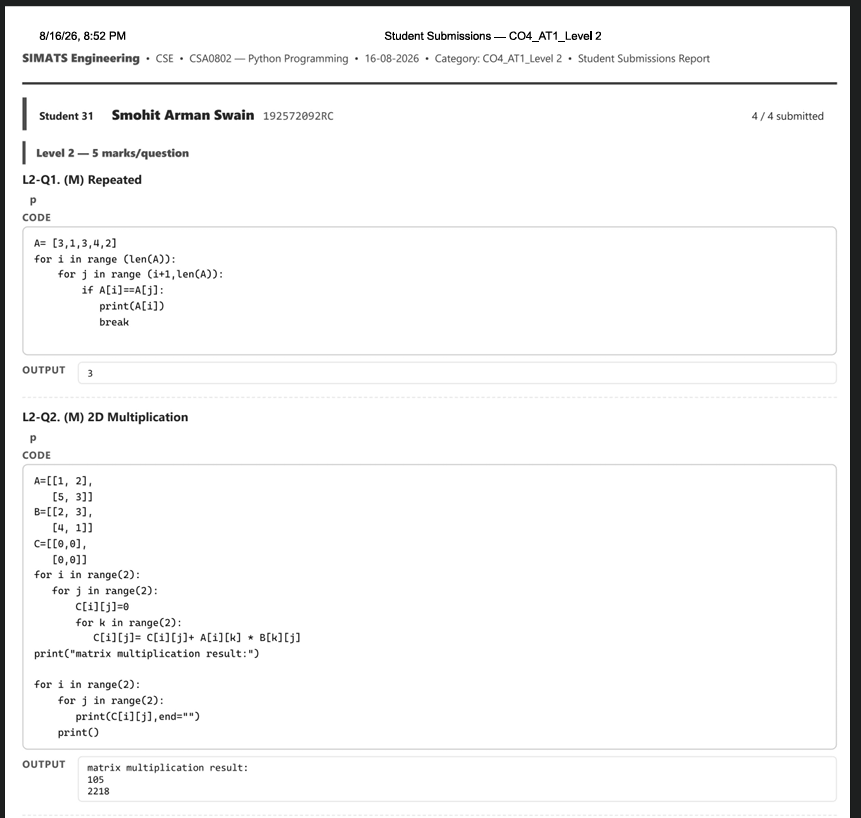 8/16/26, 8:52 PM Student Submissions — CO4_AT1_Level 2
SIMATS Engineering • CSE • CSA0802 — Python Programming • 16-08-2026 • Category: CO4_AT1_Level 2 • Student Submissions Report
Student 31 Smohit Arman Swain 192572092RC 4 / 4 submitted
Level 2 — 5 marks/question
L2-Q1. (M) Repeated
p
CODE
A= [3,1,3,4,2]
for i in range (len(A)):
    for j in range (i+1,len(A)):
        if A[i]==A[j]:
           print(A[i])
           break
OUTPUT 3
L2-Q2. (M) 2D Multiplication
p
CODE
A=[[1, 2],
   [5, 3]]
B=[[2, 3],
   [4, 1]]
C=[[0,0],
   [0,0]]
for i in range(2):
   for j in range(2):
       C[i][j]=0
       for k in range(2):
          C[i][j]= C[i][j]+ A[i][k] * B[k][j]
print("matrix multiplication result:")
for i in range(2):
    for j in range(2):
       print(C[i][j],end="")
    print()
OUTPUT matrix multiplication result:
105
2218